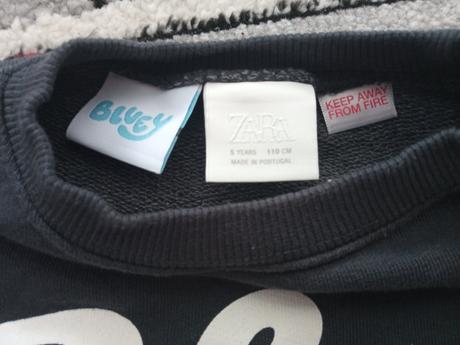 BLUEY
ZARA
5 YEARS 110 CM
MADE IN PORTUGAL
KEEP AWAY
FROM FIRE